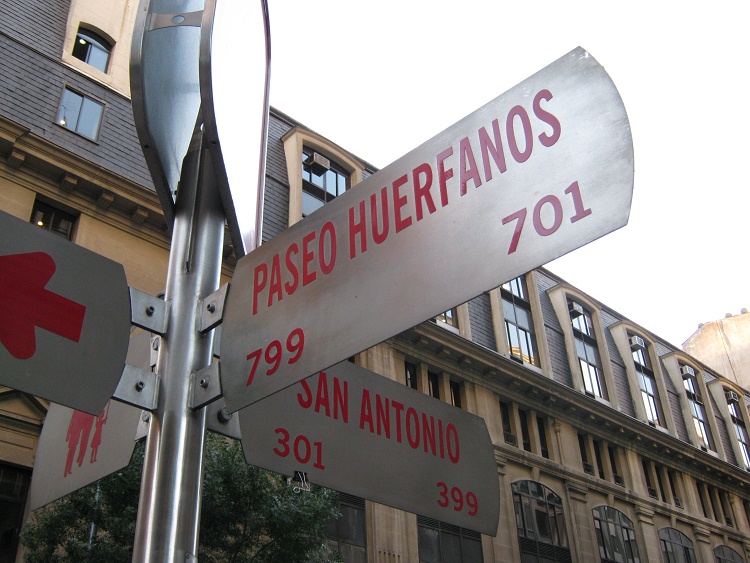 PASEO HUERFANOS
799 701
SAN ANTONIO
301 399